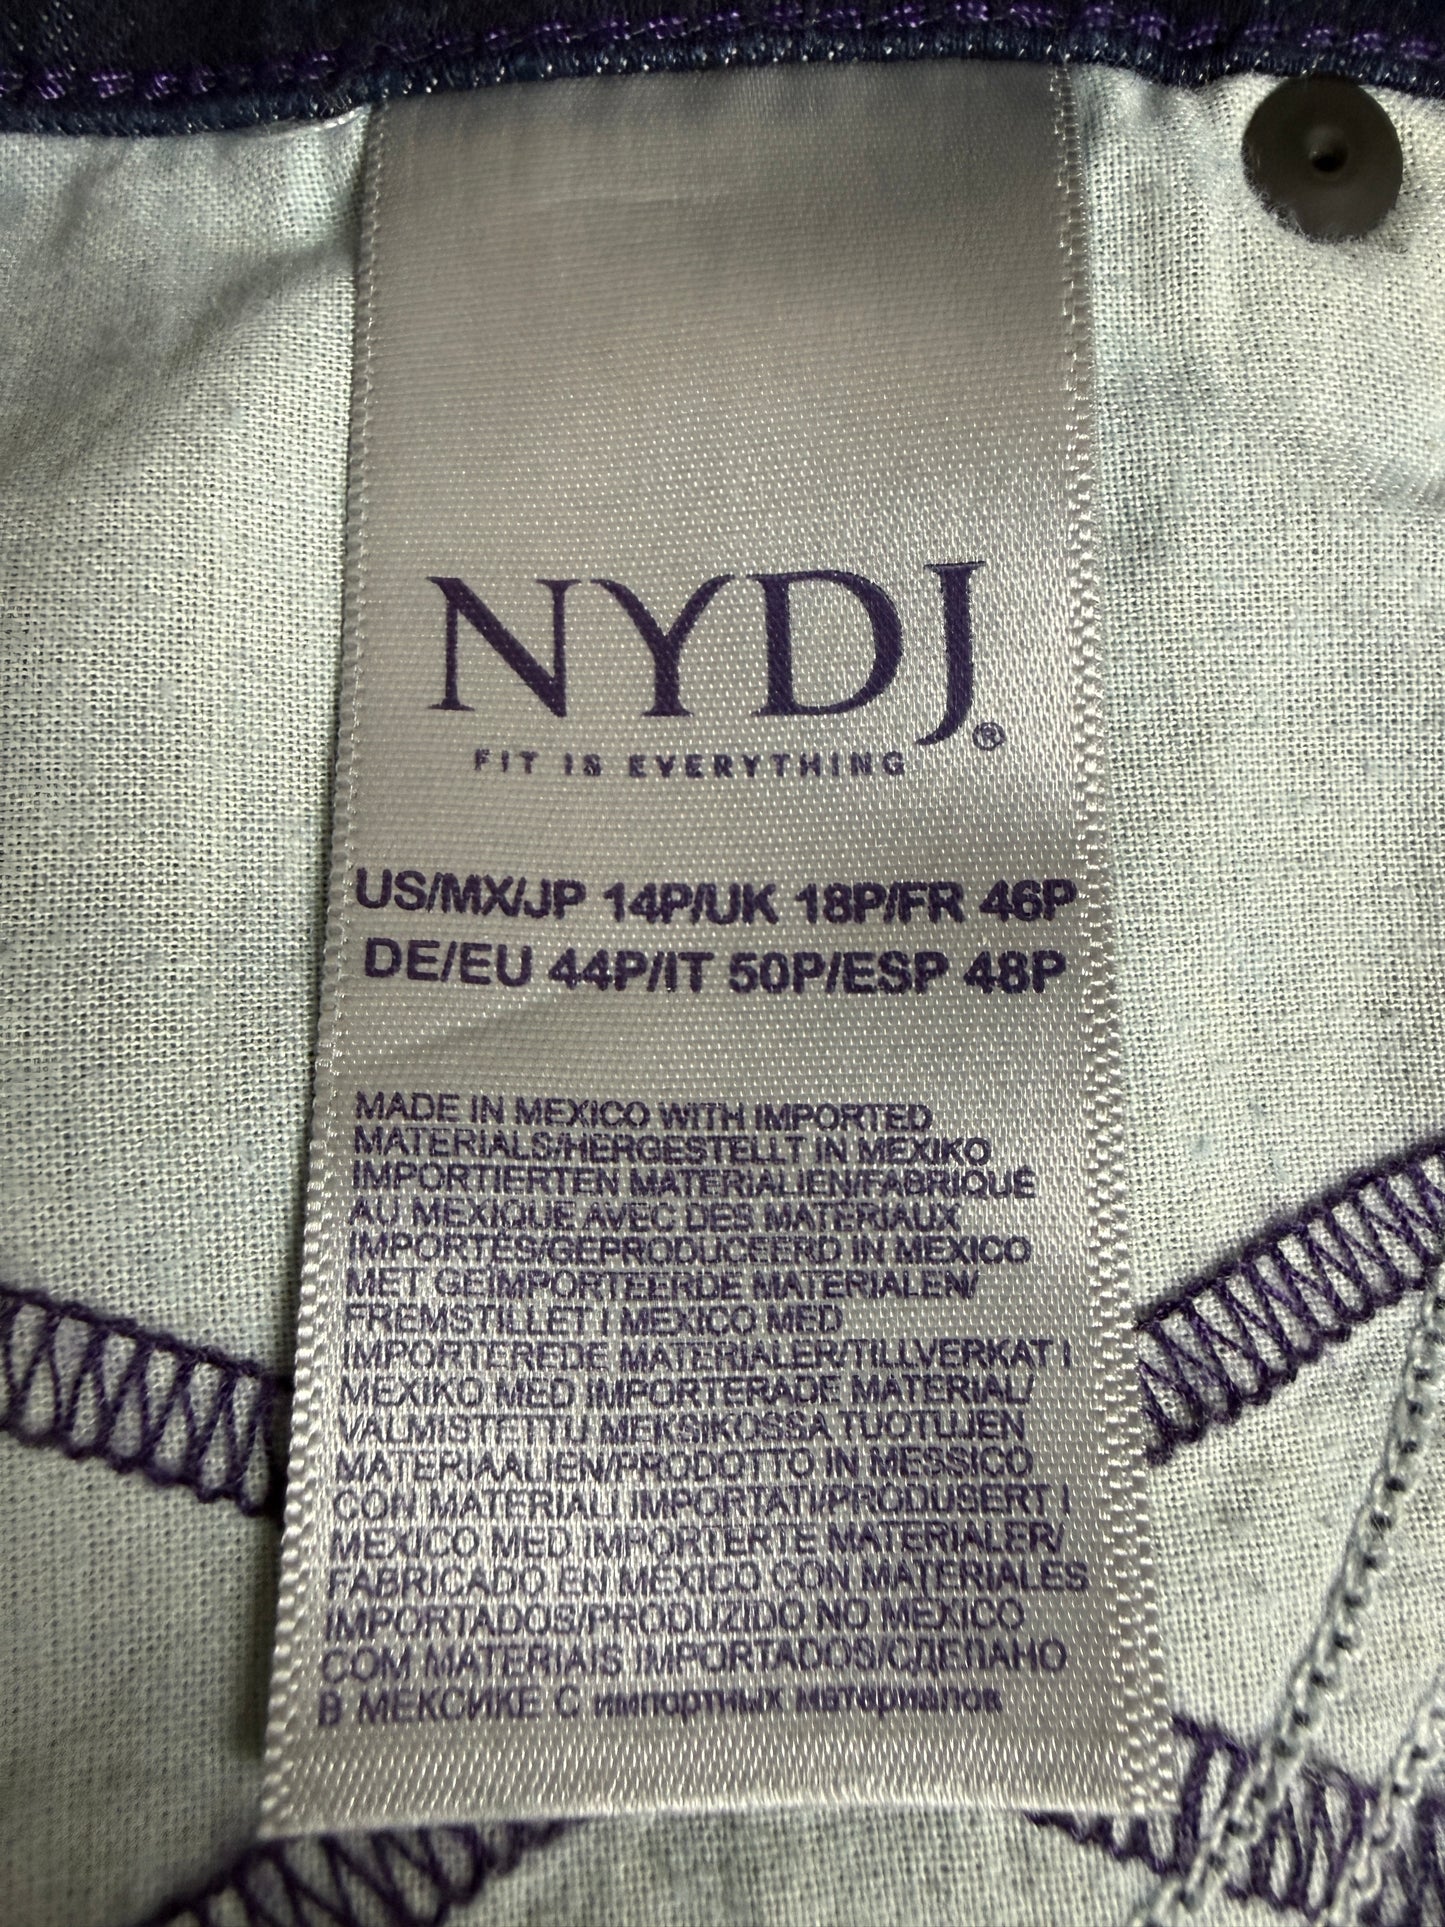 NYDJ®
FIT IS EVERYTHING
US/MX/JP 14P/UK 18P/FR 46P
DE/EU 44P/IT 50P/ESP 48P
MADE IN MEXICO WITH IMPORTED
MATERIALS/HERGESTELLT IN MEXIKO
IMPORTIERTEN MATERIALIEN/FABRIQUÉ
AU MEXIQUE AVEC DES MATERIAUX
IMPORTÉS/GEPRODUCEERD IN MEXICO
MET GEÏMPORTEERDE MATERIALEN/
FREMSTILLET I MEXICO MED
IMPORTEREDE MATERIALER/TILLVERKAT I
MEXIKO MED IMPORTERADE MATERIAL/
VALMISTETTU MEKSIKOSSA TUOTUJEN
MATERIAALIEN/PRODOTTO IN MESSICO
CON MATERIALI IMPORTATI/PRODUSERT I
MEXICO MED IMPORTERTE MATERIALER/
FABRICADO EN MÉXICO CON MATERIALES
IMPORTADOS/PRODUZIDO NO MÉXICO
COM MATERIAIS IMPORTADOS/СДЕЛАНО
В МЕКСИКЕ С импортных материалов